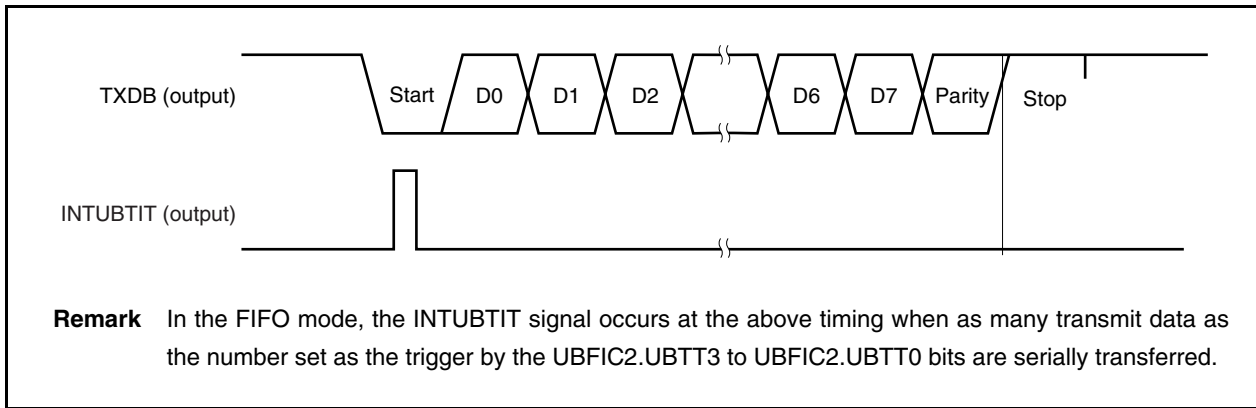 TXDB (output)
Start D0 D1 D2 D6 D7 Parity Stop
INTUBTIT (output)
Remark In the FIFO mode, the INTUBTIT signal occurs at the above timing when as many transmit data as
the number set as the trigger by the UBFIC2.UBTT3 to UBFIC2.UBTT0 bits are serially transferred.